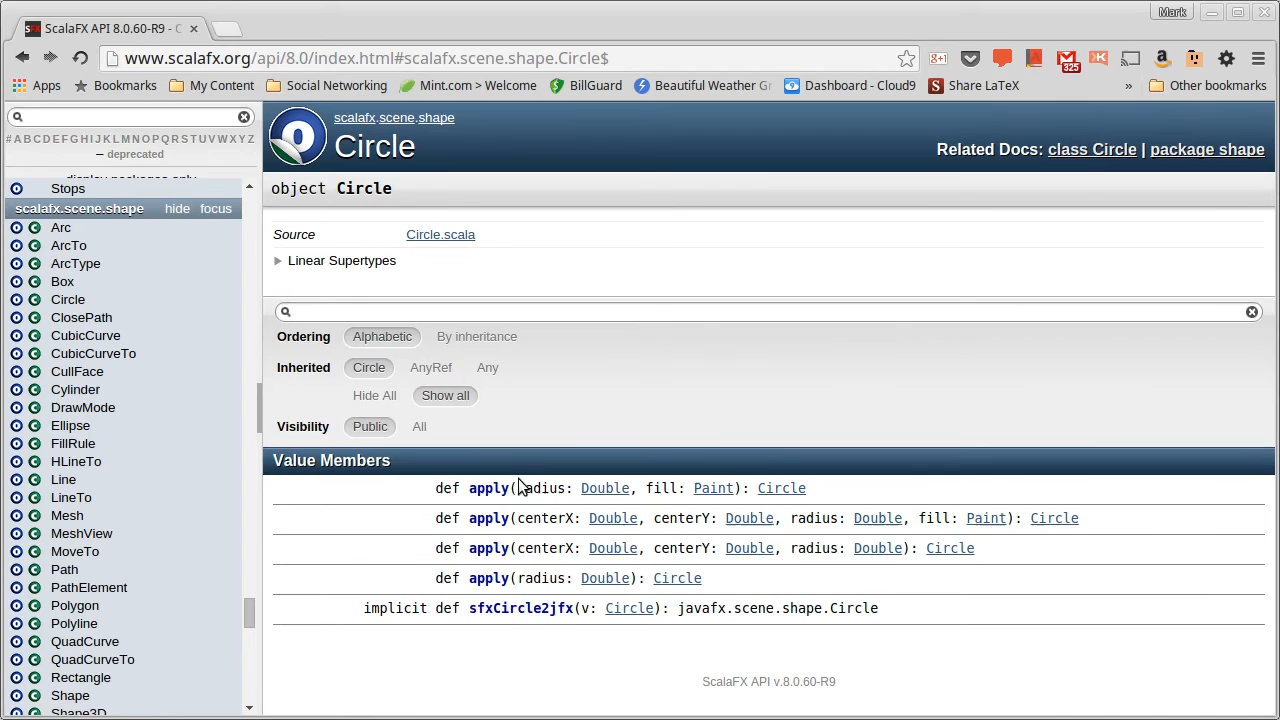 Mark
SFX ScalaFX API 8.0.60-R9 - C
www.scalafx.org/api/8.0/index.html#scalafx.scene.shape.Circle$
325
Apps Bookmarks My Content Social Networking Mint.com > Welcome BillGuard Beautiful Weather Gr Dashboard - Cloud9 S Share LaTeX » Other bookmarks
# A B C D E F G H I J K L M N O P Q R S T U V W X Y Z
– deprecated
display packages only
Stops
scalafx.scene.shape hide focus
Arc
ArcTo
ArcType
Box
Circle
ClosePath
CubicCurve
CubicCurveTo
CullFace
Cylinder
DrawMode
Ellipse
FillRule
HLineTo
Line
LineTo
Mesh
MeshView
MoveTo
Path
PathElement
Polygon
Polyline
QuadCurve
QuadCurveTo
Rectangle
Shape
Shape3D
scalafx.scene.shape
Circle
Related Docs: class Circle | package shape
object Circle
Source Circle.scala
Linear Supertypes
Ordering Alphabetic By inheritance
Inherited Circle AnyRef Any
Hide All Show all
Visibility Public All
Value Members
def apply(radius: Double, fill: Paint): Circle
def apply(centerX: Double, centerY: Double, radius: Double, fill: Paint): Circle
def apply(centerX: Double, centerY: Double, radius: Double): Circle
def apply(radius: Double): Circle
implicit def sfxCircle2jfx(v: Circle): javafx.scene.shape.Circle
ScalaFX API v.8.0.60-R9